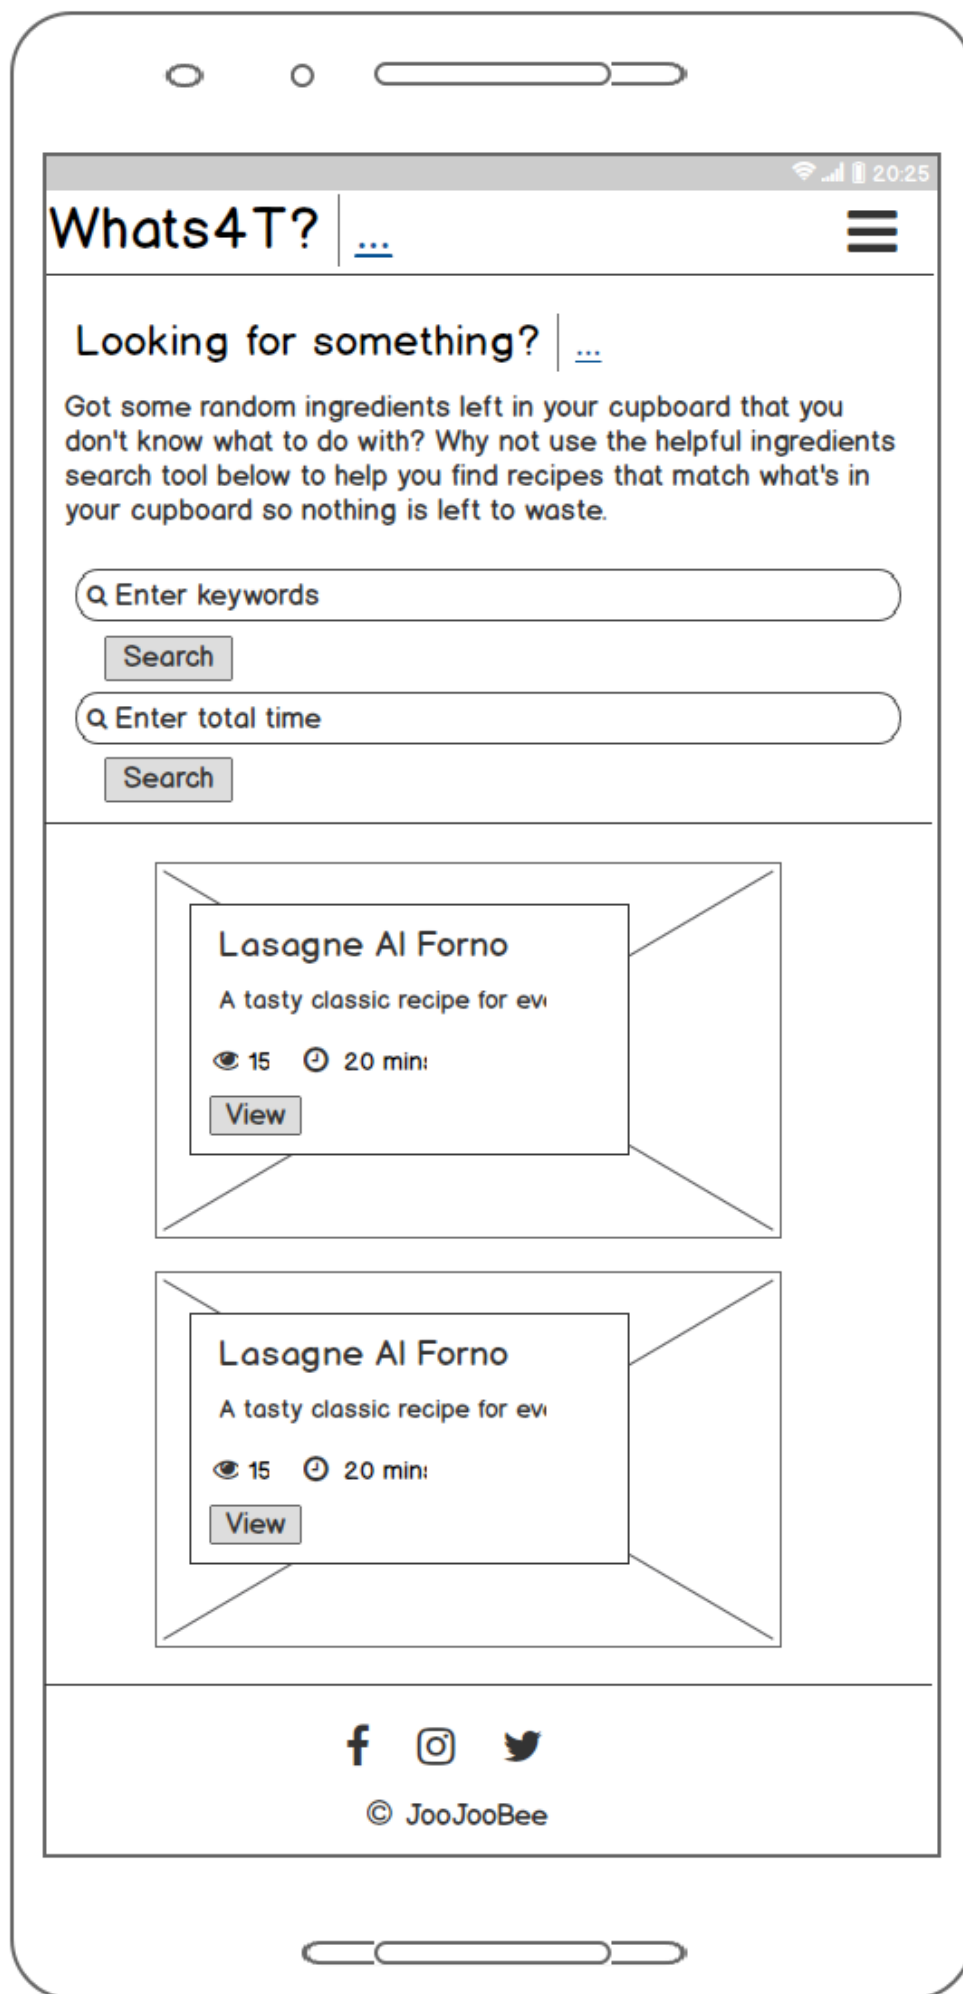 20:25
Whats4T? ...
Looking for something? ...
Got some random ingredients left in your cupboard that you
don't know what to do with? Why not use the helpful ingredients
search tool below to help you find recipes that match what's in
your cupboard so nothing is left to waste.
Enter keywords
Search
Enter total time
Search
Lasagne Al Forno
A tasty classic recipe for
15 20 mins
View
Lasagne Al Forno
A tasty classic recipe for
15 20 mins
View
© JooJooBee